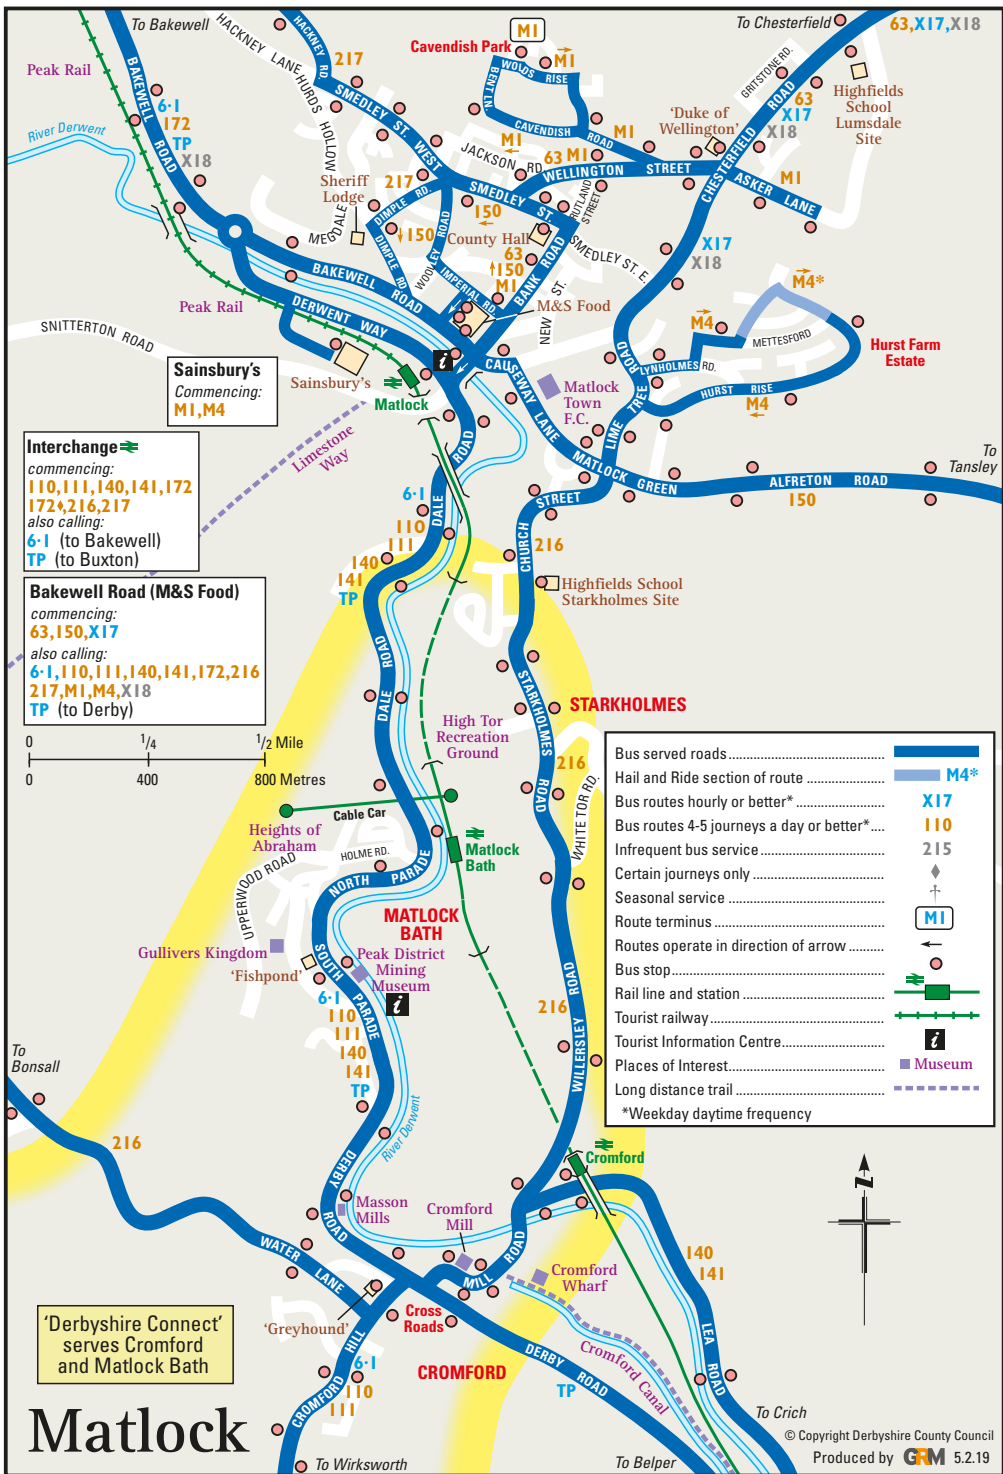 To Bakewell
HACKNEY LANE
HACKNEY RD.
217
Cavendish Park
M1
To Chesterfield
63,X17,X18
Peak Rail
BAKEWELL ROAD
6·1
172
TP
X18
River Derwent
HURDS HOLLOW
SMEDLEY ST. WEST
WOLDS RISE
M1
BENT LN.
CAVENDISH ROAD
M1
M1
GRITSTONE RD.
63
X17
X18
Highfields
School
Lumsdale
Site
'Duke of
Wellington'
CHESTERFIELD ROAD
JACKSON RD.
63 M1
WELLINGTON STREET
ASKER LANE
M1
Sheriff
Lodge
217
DIMPLE RD.
SMEDLEY ST.
150
RUTLAND STREET
MEGDALE
150
DIMPLE RD.
WOOLLEY ROAD
County Hall
63
150
M1
SMEDLEY ST. E.
X17
X18
BAKEWELL ROAD
IMPERIAL RD.
BANK ROAD
M&S Food
NEW ST.
M4*
Peak Rail
DERWENT WAY
M4
METTESFORD
SNITTERTON ROAD
Hurst Farm
Estate
Sainsbury's
Commencing:
M1,M4
Sainsbury's
i
CAUSEWAY LANE
LYNHOLMES RD.
HURST RISE
M4
Matlock
Matlock
Town
F.C.
LIME TREE ROAD
Interchange
commencing:
110,111,140,141,172
172♦,216,217
also calling:
6·1 (to Bakewell)
TP (to Buxton)
Limestone
Way
MATLOCK GREEN
To
Tansley
ALFRETON ROAD
150
DALE ROAD
6·1
110
111
140
141
TP
CHURCH STREET
216
Highfields School
Starkholmes Site
Bakewell Road (M&S Food)
commencing:
63,150,X17
also calling:
6·1,110,111,140,141,172,216
217,M1,M4,X18
TP (to Derby)
DALE ROAD
STARKHOLMES
High Tor
Recreation
Ground
STARKHOLMES ROAD
216
WHITE TOR RD.
0 1/4 1/2 Mile
0 400 800 Metres
Cable Car
Heights of
Abraham
Matlock
Bath
HOLME RD.
UPPERWOOD ROAD
NORTH PARADE
MATLOCK
BATH
Gullivers Kingdom
'Fishpond'
SOUTH PARADE
Peak District
Mining
Museum
i
6·1
110
111
140
141
TP
Bus served roads
Hail and Ride section of route M4*
Bus routes hourly or better* X17
Bus routes 4-5 journeys a day or better* 110
Infrequent bus service 215
Certain journeys only ♦
Seasonal service †
Route terminus M1
Routes operate in direction of arrow ←
Bus stop
Rail line and station
Tourist railway
Tourist Information Centre i
Places of Interest Museum
Long distance trail
*Weekday daytime frequency
216
WILLERSLEY ROAD
To
Bonsall
216
River Derwent
DERBY ROAD
Cromford
Masson
Mills
Cromford
Mill
N
WATER LANE
MILL ROAD
Cromford
Wharf
140
141
LEA ROAD
'Greyhound'
Cross
Roads
'Derbyshire Connect'
serves Cromford
and Matlock Bath
CROMFORD HILL
6·1
110
111
CROMFORD
DERBY ROAD
TP
Cromford Canal
To Crich
Matlock
To Wirksworth
To Belper
© Copyright Derbyshire County Council
Produced by GRM 5.2.19